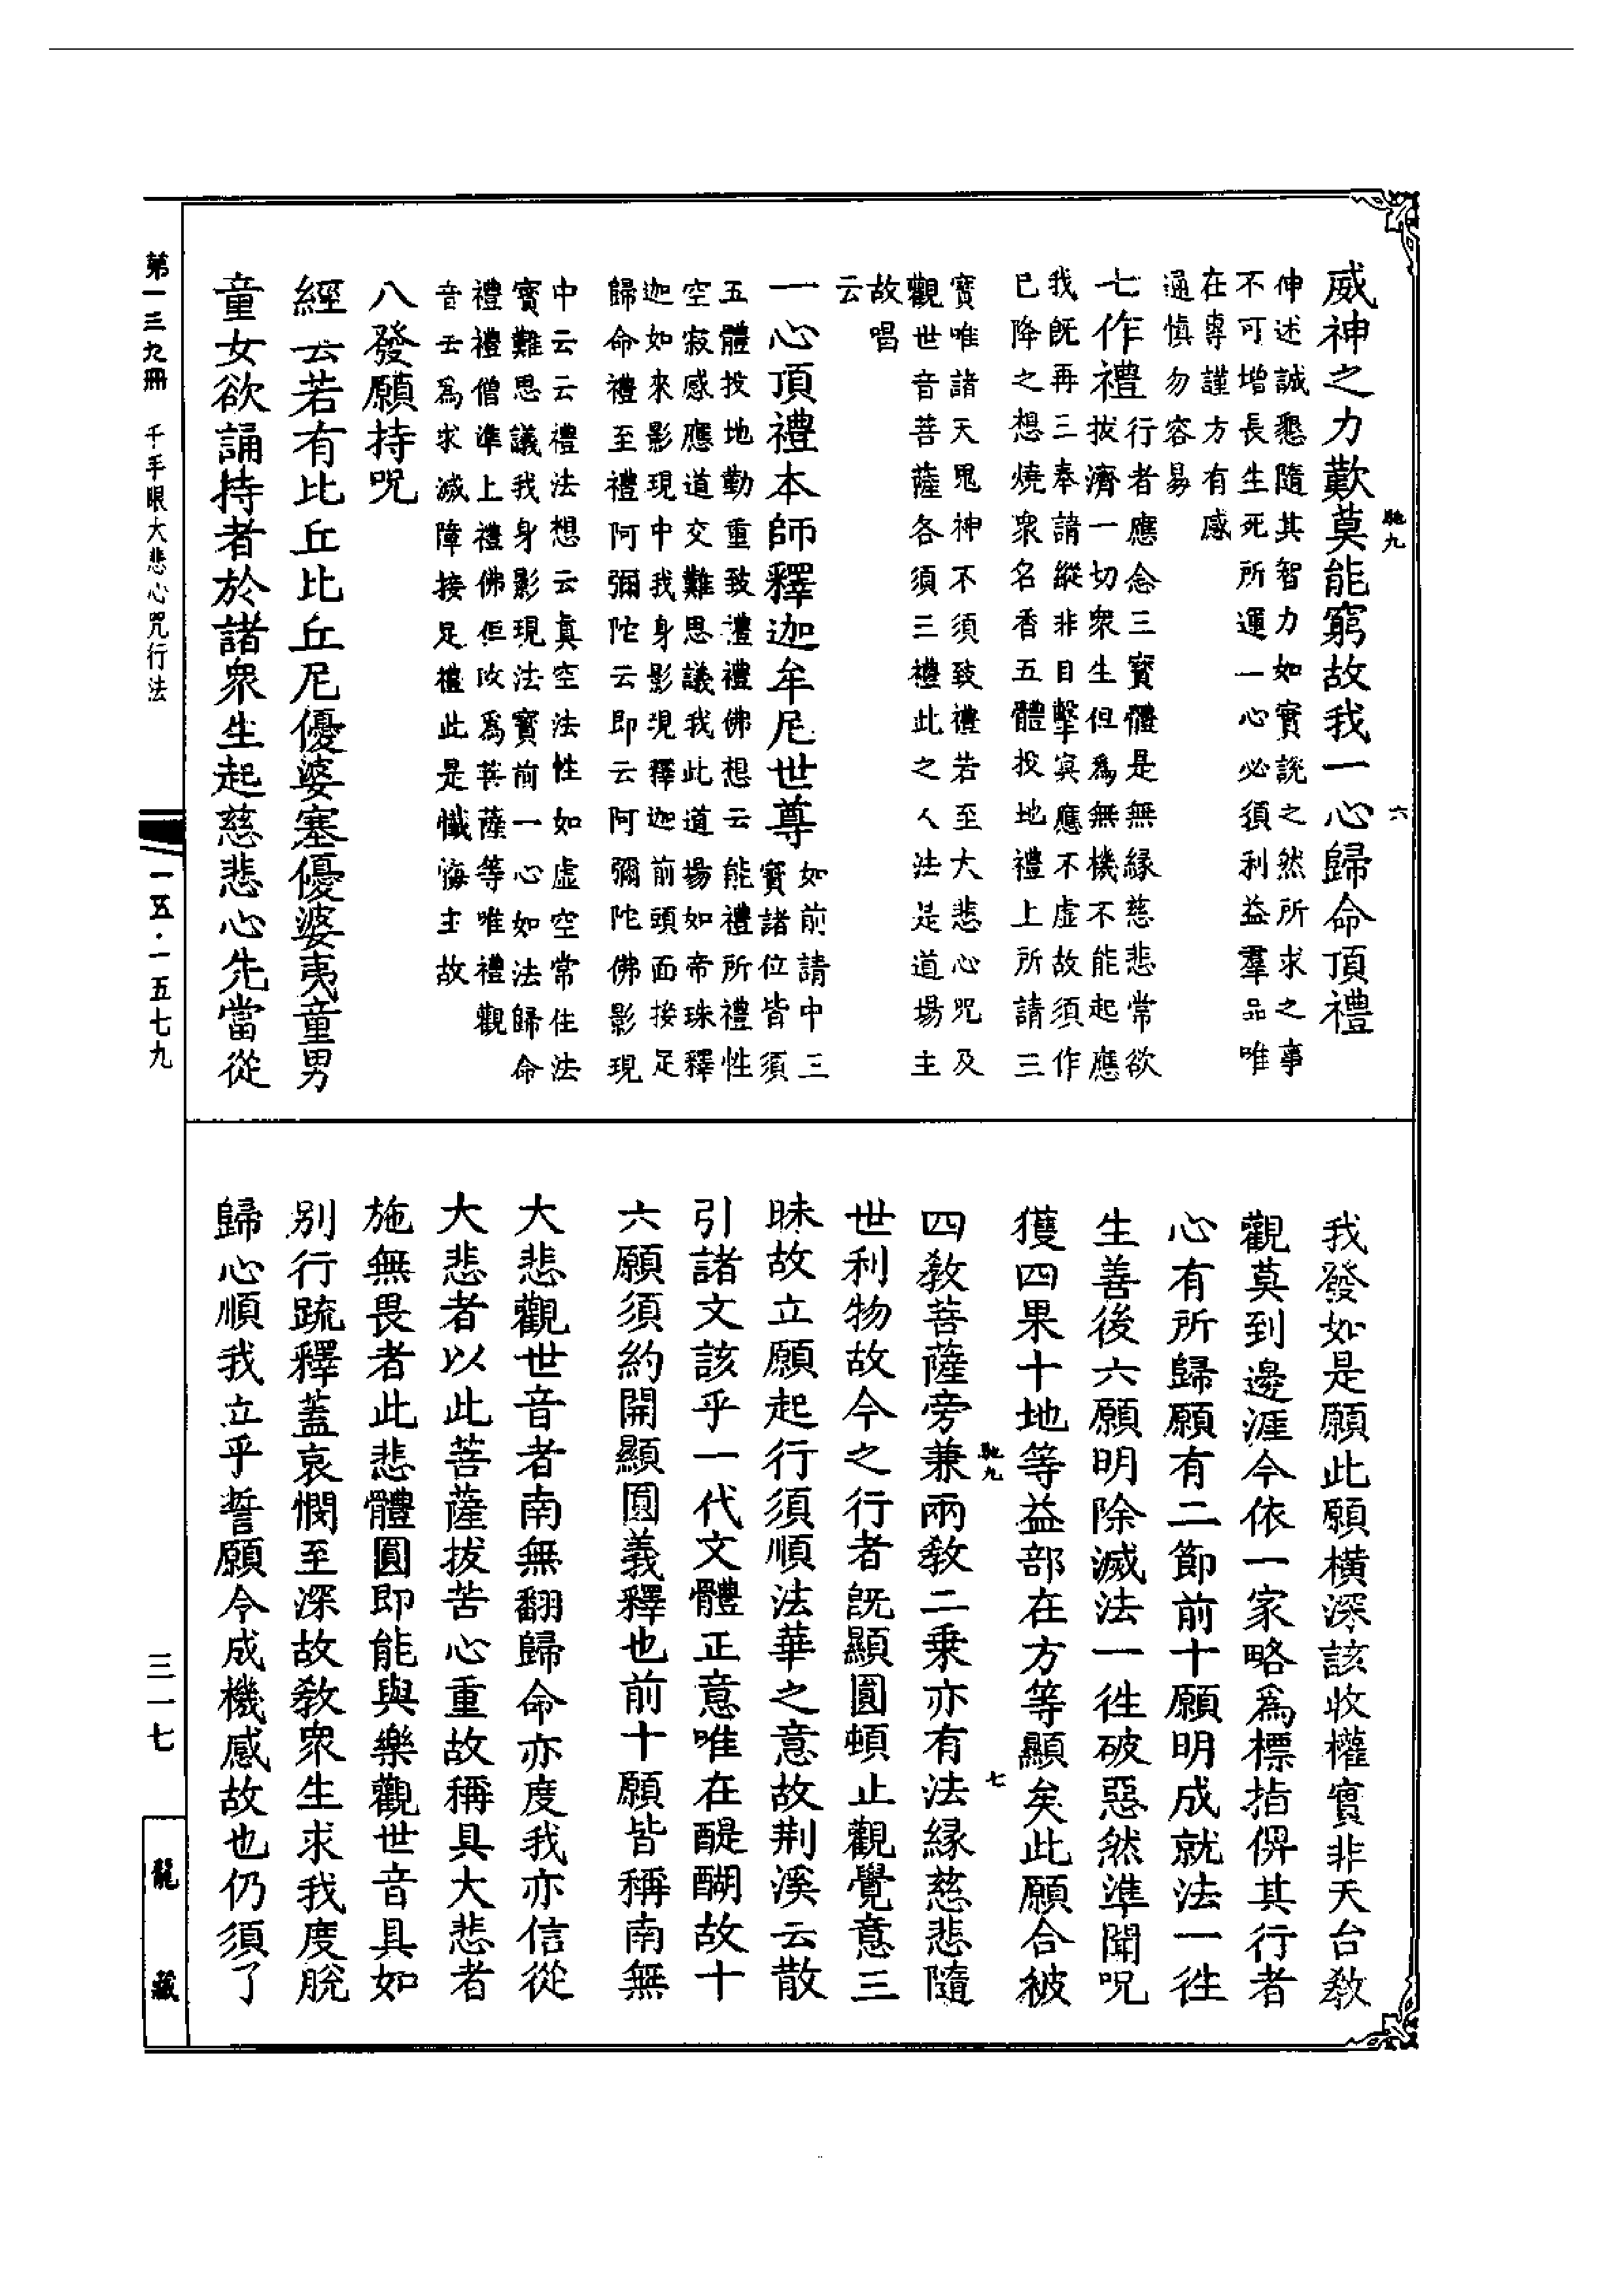 威神之力歎莫能窮故我一心歸命頂禮
伸述誠懇隨其智力如實說之然所求之事
不可增長生死所運一心必須利益羣品唯
在專謹方有感
通慎勿容易
七作禮
行者應念三寶體是無緣慈悲常欲
拔濟一切衆生但爲無機不能起應
我既再三奉請縱非目擊冥應不虛故須作
已降之想燒衆名香五體投地禮上所請三
寶唯諸天鬼神不須致禮若至大悲心咒及
觀世音菩薩各須三禮此之人法是道場主
故唱
云
一心頂禮本師釋迦牟尼世尊
如前請中三
寶諸位皆須
五體投地勤重致禮禮佛想云能禮所禮性
空寂感應道交難思議我此道場如帝珠釋
迦如來影現中我身影現釋迦前頭面接足
歸命禮至禮阿彌陀云即云阿彌陀佛影現
中云云禮法想云真空法性如虛空常住法
寶難思議我身影現法寶前一心如法歸命
禮禮僧準上禮佛但改爲菩薩等唯禮觀
音云爲求滅障接足禮此是懺悔主故
八發願持咒
經云若有比丘比丘尼優婆塞優婆夷童男
童女欲誦持者於諸衆生起慈悲心先當從
我發如是願此願橫深該收權實非天台教
觀莫到邊涯今依一家略爲標指俾其行者
心有所歸願有二節前十願明成就法一往
生善後六願明除滅法一往破惡然準聞咒
獲四果十地等益部在方等顯矣此願合被
四教菩薩旁兼兩教二乘亦有法緣慈悲隨
世利物故今之行者既顯圓頓止觀覺意三
昧故立願起行須順法華之意故荆溪云散
引諸文該乎一代文體正意唯在醍醐故十
六願須約開顯圓義釋也前十願皆稱南無
大悲觀世音者南無翻歸命亦度我亦信從
大悲者以此菩薩拔苦心重故稱具大悲者
施無畏者此悲體圓即能與樂觀世音具如
別行疏釋蓋哀憫至深故教衆生求我度脫
歸心順我立乎誓願令成機感故也仍須了
馳九
六
馳九
七
第一三九冊 千手眼大悲心咒行法
一五·一五七九
三一七
龍藏